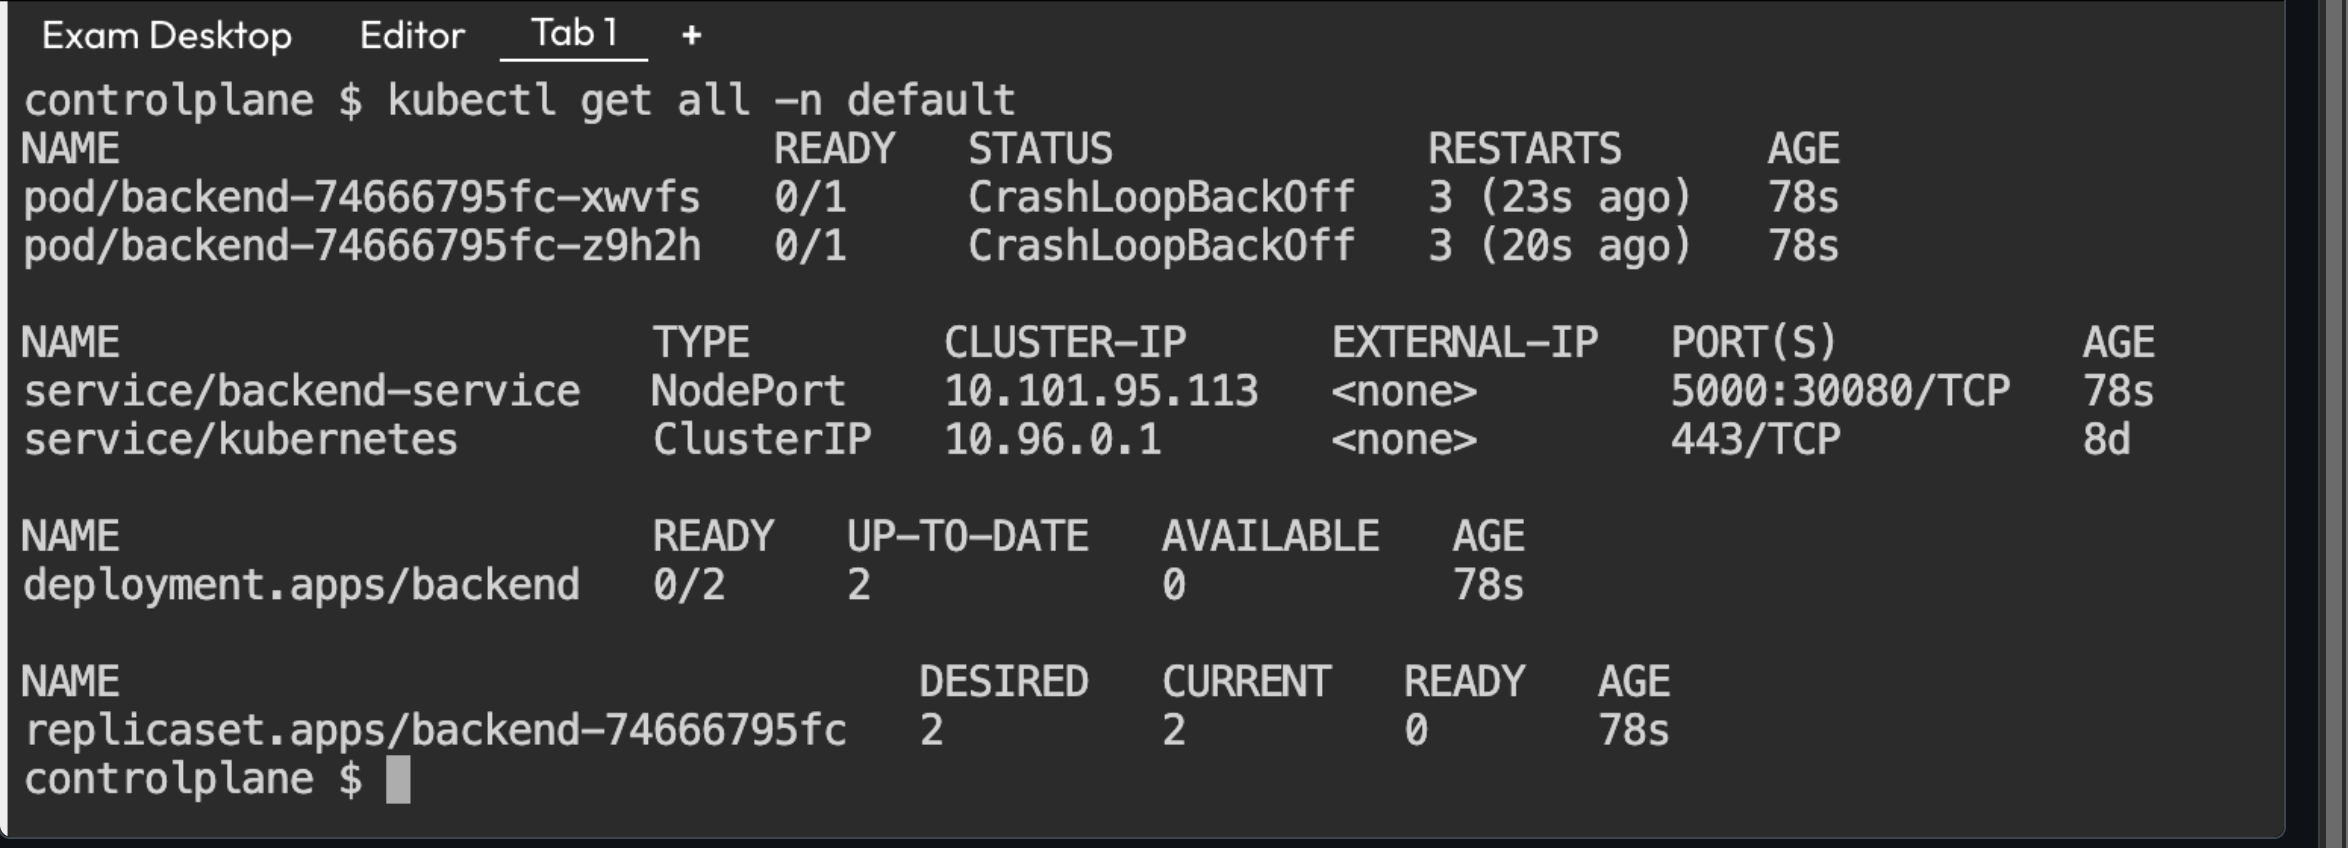 Exam Desktop Editor Tab 1 +
controlplane $ kubectl get all -n default
NAME READY STATUS RESTARTS AGE
pod/backend-74666795fc-xwvfs 0/1 CrashLoopBackOff 3 (23s ago) 78s
pod/backend-74666795fc-z9h2h 0/1 CrashLoopBackOff 3 (20s ago) 78s
NAME TYPE CLUSTER-IP EXTERNAL-IP PORT(S) AGE
service/backend-service NodePort 10.101.95.113 <none> 5000:30080/TCP 78s
service/kubernetes ClusterIP 10.96.0.1 <none> 443/TCP 8d
NAME READY UP-TO-DATE AVAILABLE AGE
deployment.apps/backend 0/2 2 0 78s
NAME DESIRED CURRENT READY AGE
replicaset.apps/backend-74666795fc 2 2 0 78s
controlplane $